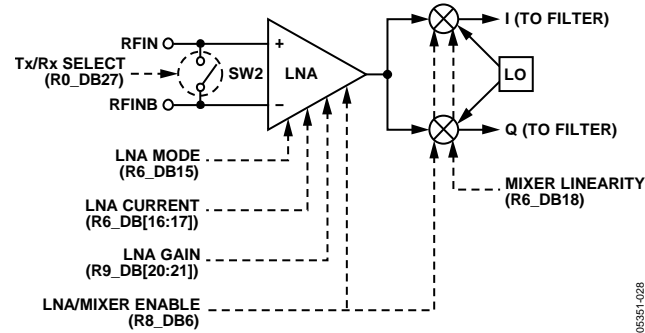 RFIN
I (TO FILTER)
Tx/Rx SELECT
(R0_DB27)
SW2
+
LNA
−
LO
RFINB
Q (TO FILTER)
LNA MODE
(R6_DB15)
MIXER LINEARITY
(R6_DB18)
LNA CURRENT
(R6_DB[16:17])
LNA GAIN
(R9_DB[20:21])
LNA/MIXER ENABLE
(R8_DB6)
05351-028